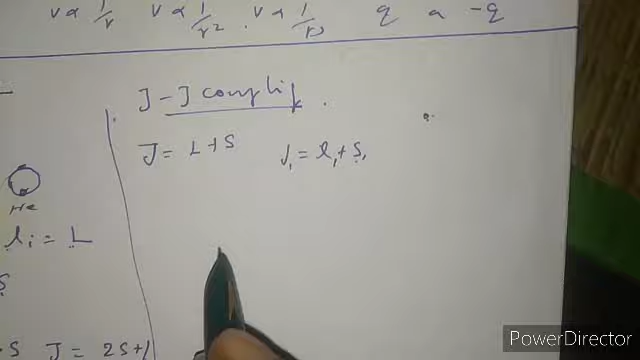 V ∝ 1/r V ∝ 1/r² . V ∝ 1/r³ q a -q
J - J coupling .
J = L + S j₁ = l₁ + s₁
He
lᵢ = L
S
S J = 2S+1
PowerDirector